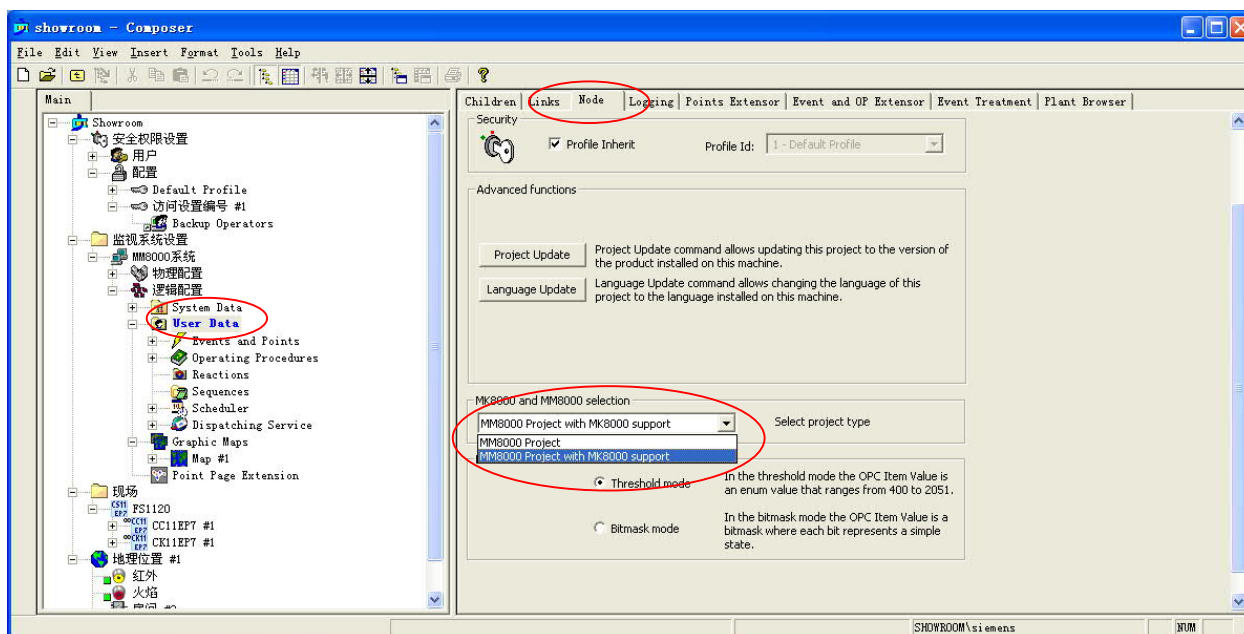 showroom - Composer
File Edit View Insert Format Tools Help
Main
Children Links Node Logging Points Extensor Event and OP Extensor Event Treatment Plant Browser
Showroom
安全权限设置
用户
配置
Default Profile
访问设置编号 #1
Backup Operators
监视系统设置
MM8000系统
物理配置
逻辑配置
System Data
User Data
Events and Points
Operating Procedures
Reactions
Sequences
Scheduler
Dispatching Service
Graphic Maps
Map #1
Point Page Extension
现场
FS1120
CC11EP7 #1
CK11EP7 #1
地理位置 #1
红外
火焰
房间 #2
Security
Profile Inherit
Profile Id:
1 - Default Profile
Advanced functions
Project Update
Project Update command allows updating this project to the version of
the product installed on this machine.
Language Update
Language Update command allows changing the language of this
project to the language installed on this machine.
MK8000 and MM8000 selection
MM8000 Project with MK8000 support
Select project type
MM8000 Project
MM8000 Project with MK8000 support
Threshold mode
In the threshold mode the OPC Item Value is
an enum value that ranges from 400 to 2051.
Bitmask mode
In the bitmask mode the OPC Item Value is a
bitmask where each bit represents a simple
state.
SHOWROOM\siemens
NUM